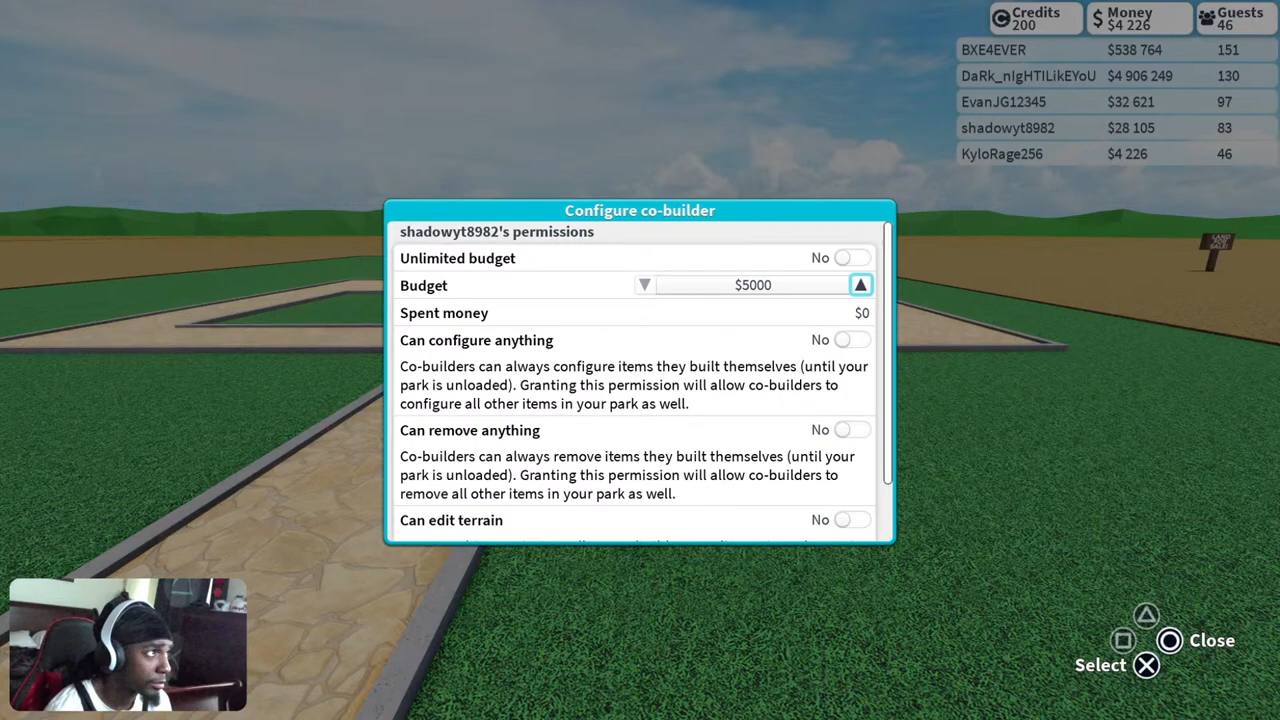 Credits
200
$ Money
$4 226
Guests
46
BXE4EVER $538 764 151
DaRk_nIgHTILikEYoU $4 906 249 130
EvanJG12345 $32 621 97
shadowyt8982 $28 105 83
KyloRage256 $4 226 46
LAND FOR SALE!
Configure co-builder
shadowyt8982's permissions
Unlimited budget No
Budget $5000
Spent money $0
Can configure anything No
Co-builders can always configure items they built themselves (until your
park is unloaded). Granting this permission will allow co-builders to
configure all other items in your park as well.
Can remove anything No
Co-builders can always remove items they built themselves (until your
park is unloaded). Granting this permission will allow co-builders to
remove all other items in your park as well.
Can edit terrain No
Close
Select